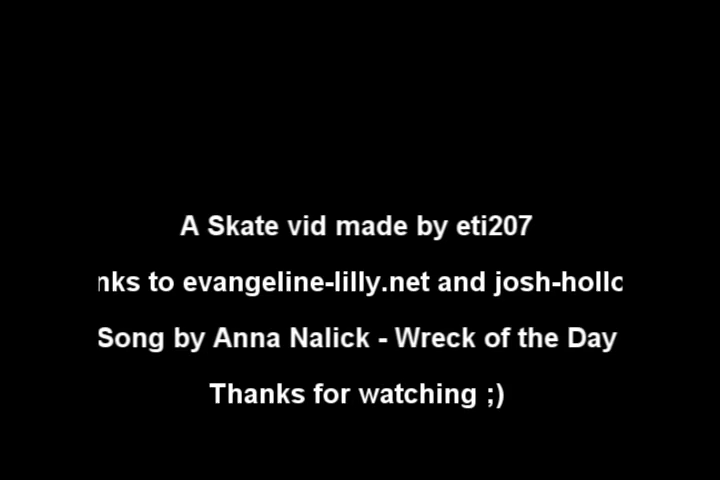 A Skate vid made by eti207
nks to evangeline-lilly.net and josh-hollo
Song by Anna Nalick - Wreck of the Day
Thanks for watching ;)